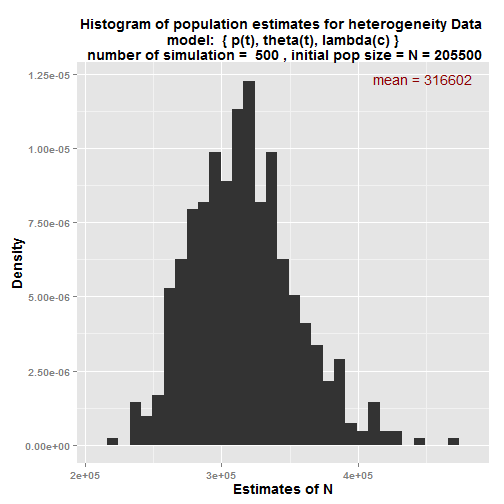 Histogram of population estimates for heterogeneity Data
model:  { p(t), theta(t), lambda(c) }
number of simulation =  500 , initial pop size = N = 205500
mean = 316602
1.25e-05
1.00e-05
7.50e-06
5.00e-06
2.50e-06
0.00e+00
Density
2e+05
3e+05
4e+05
Estimates of N